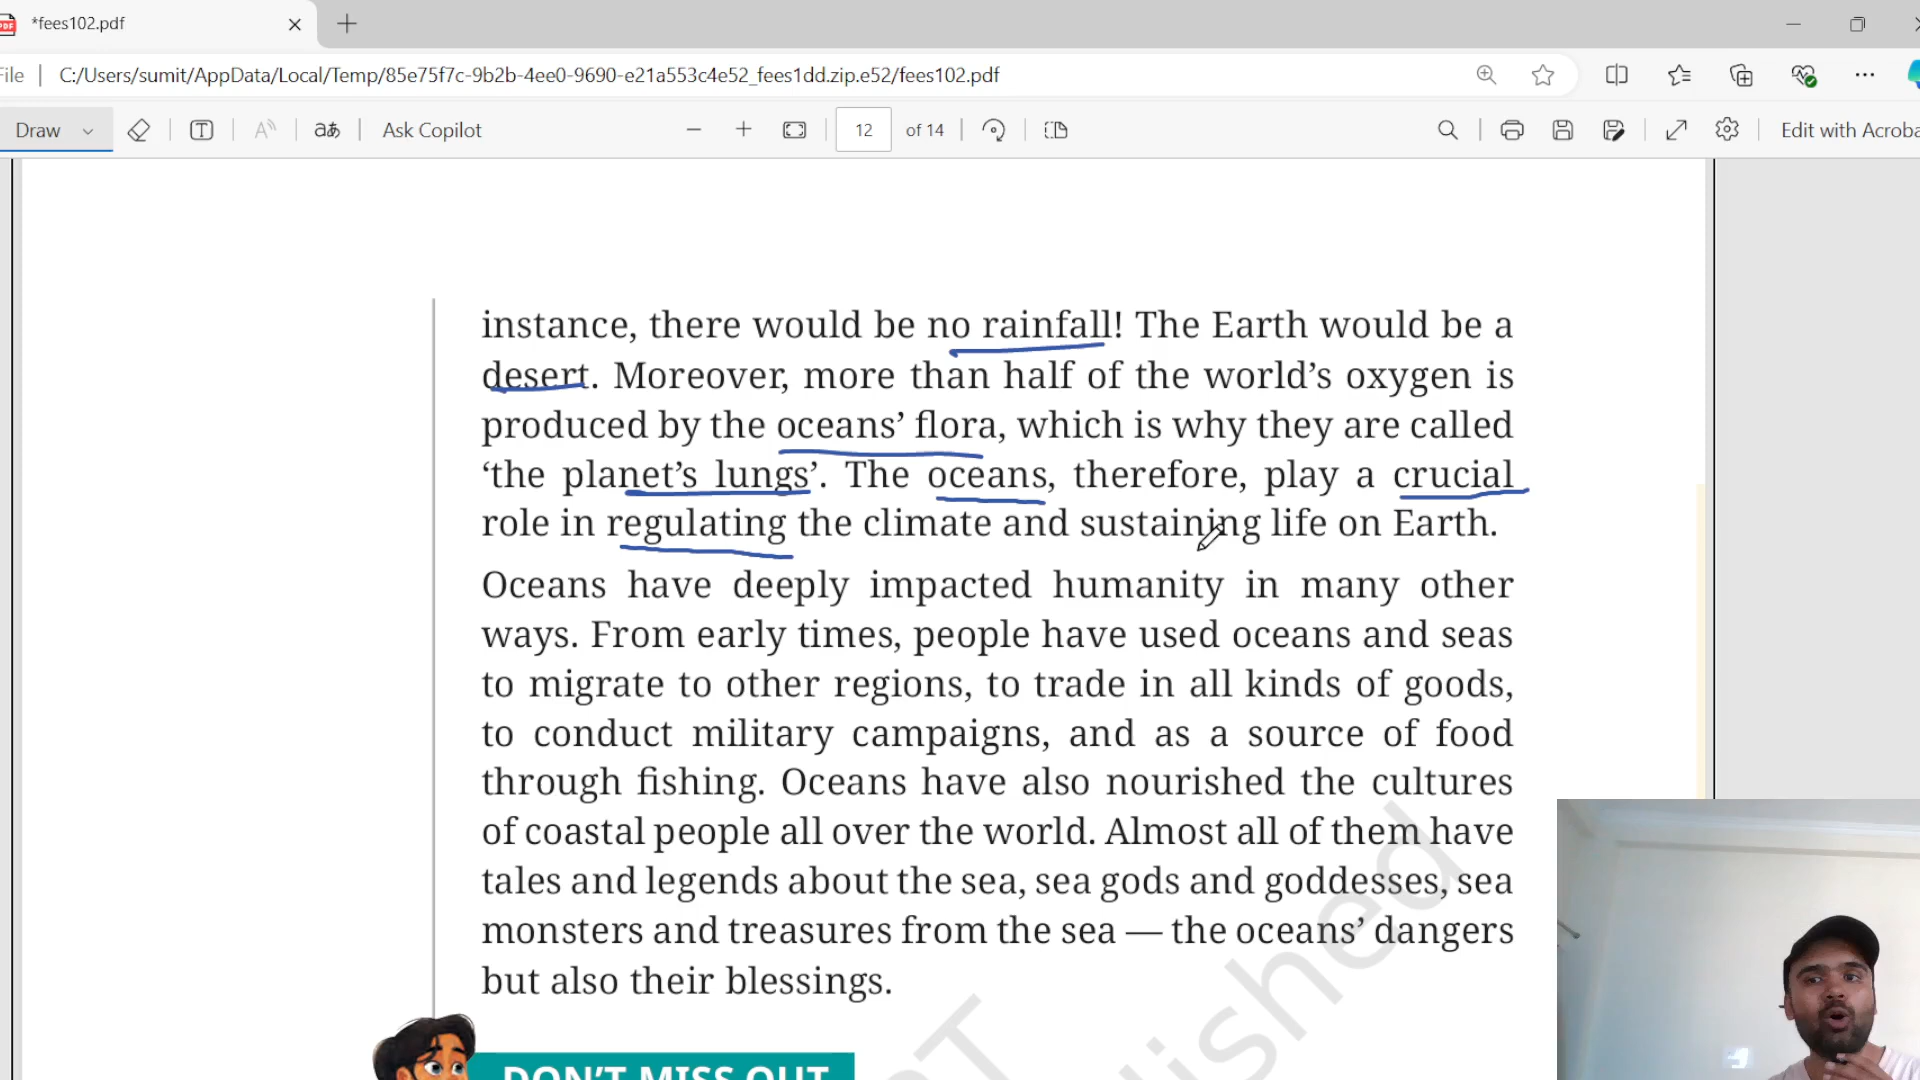 *fees102.pdf
File | C:/Users/sumit/AppData/Local/Temp/85e75f7c-9b2b-4ee0-9690-e21a553c4e52_fees1dd.zip.e52/fees102.pdf
Draw Ask Copilot 12 of 14 Edit with Acroba
instance, there would be no rainfall! The Earth would be a
desert. Moreover, more than half of the world’s oxygen is
produced by the oceans’ flora, which is why they are called
‘the planet’s lungs’. The oceans, therefore, play a crucial
role in regulating the climate and sustaining life on Earth.
Oceans have deeply impacted humanity in many other
ways. From early times, people have used oceans and seas
to migrate to other regions, to trade in all kinds of goods,
to conduct military campaigns, and as a source of food
through fishing. Oceans have also nourished the cultures
of coastal people all over the world. Almost all of them have
tales and legends about the sea, sea gods and goddesses, sea
monsters and treasures from the sea — the oceans’ dangers
but also their blessings.
DON’T MISS OUT